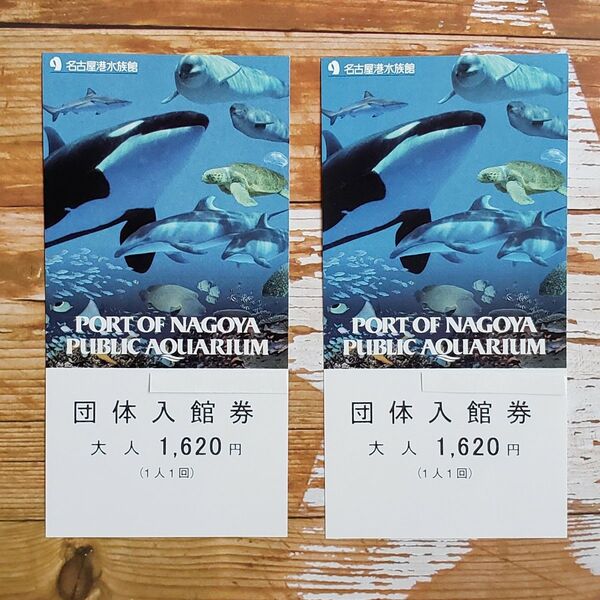 名古屋港水族館
PORT OF NAGOYA
PUBLIC AQUARIUM
団体入館券
大人 1,620円
(1人1回)
名古屋港水族館
PORT OF NAGOYA
PUBLIC AQUARIUM
団体入館券
大人 1,620円
(1人1回)